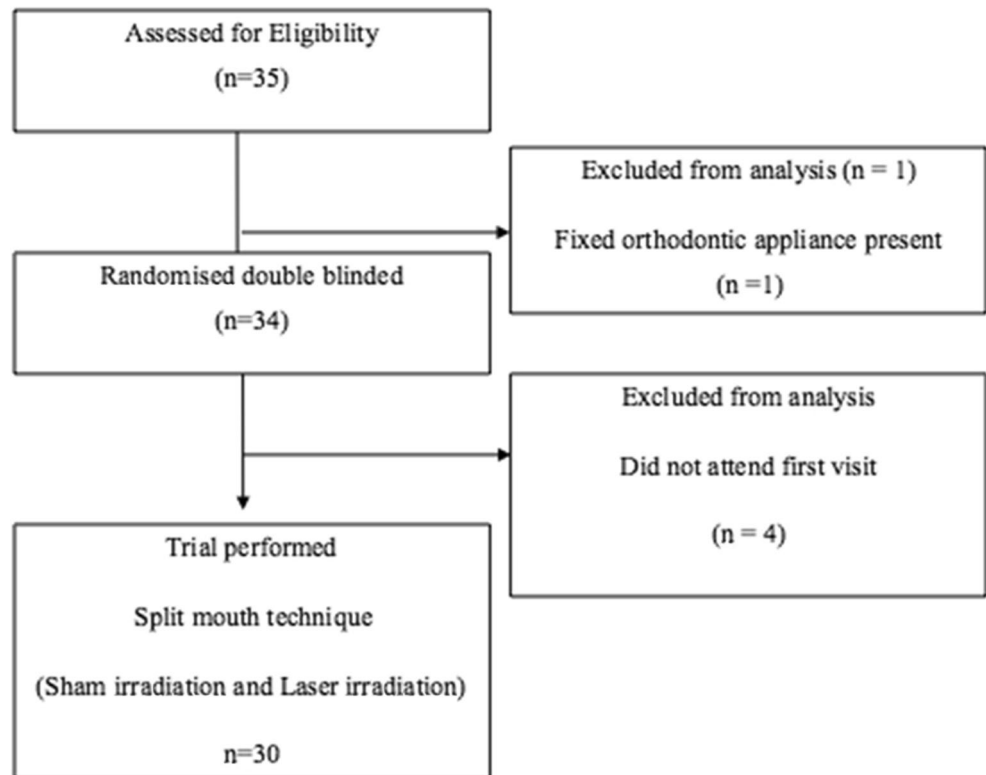 Assessed for Eligibility
(n=35)
Excluded from analysis (n = 1)
Fixed orthodontic appliance present
(n =1)
Randomised double blinded
(n=34)
Excluded from analysis
Did not attend first visit
(n = 4)
Trial performed
Split mouth technique
(Sham irradiation and Laser irradiation)
n=30